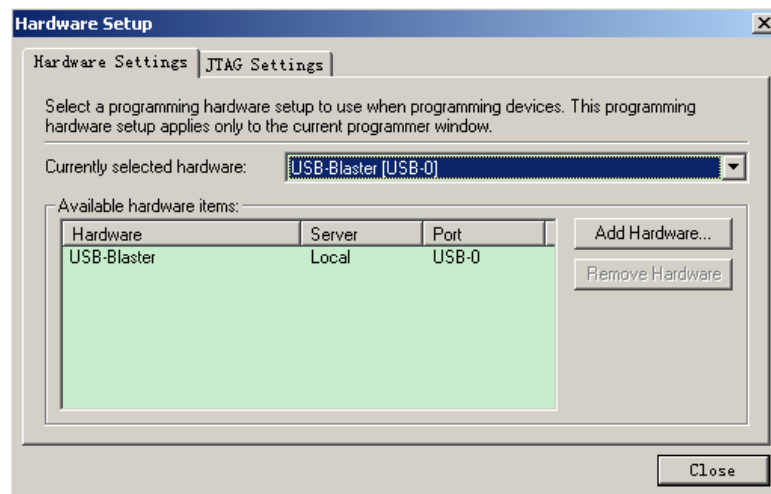 Hardware Setup
Hardware Settings JTAG Settings
Select a programming hardware setup to use when programming devices. This programming
hardware setup applies only to the current programmer window.
Currently selected hardware: USB-Blaster [USB-0]
Available hardware items:
Hardware Server Port Add Hardware...
USB-Blaster Local USB-0
Remove Hardware
Close